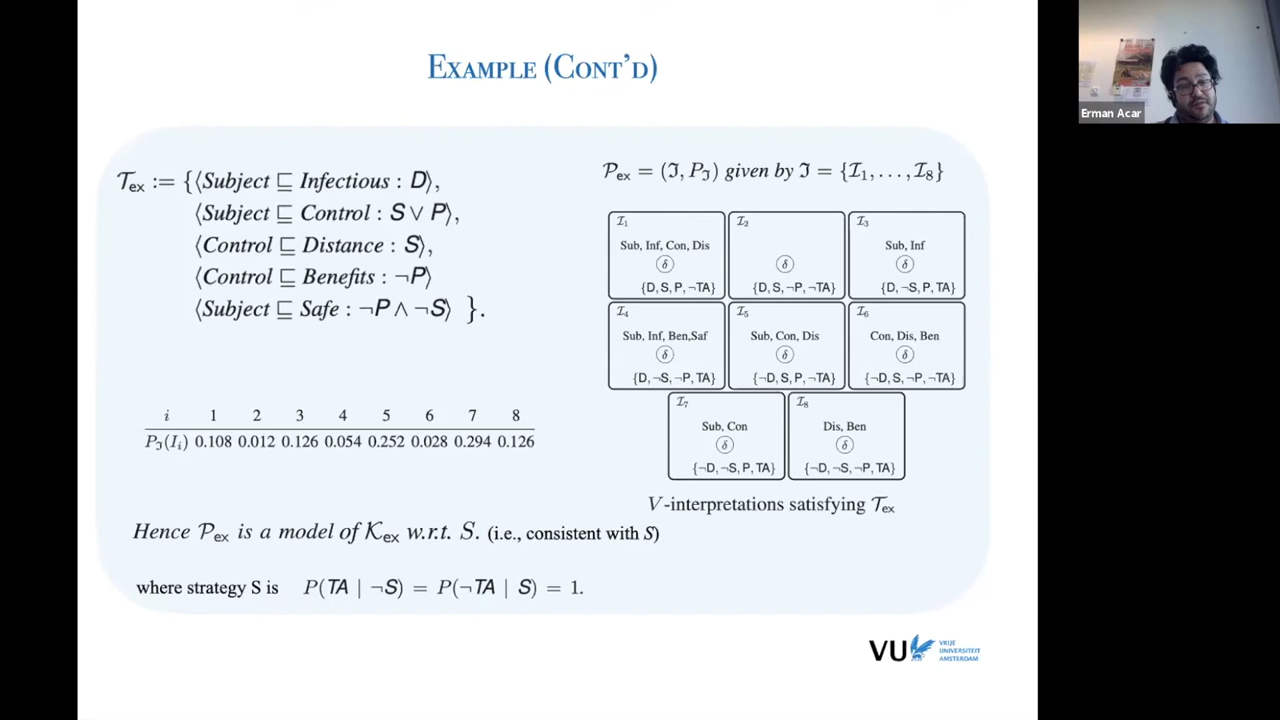 EXAMPLE (CONT'D)
𝒯ex := {⟨Subject ⊑ Infectious : D⟩,
⟨Subject ⊑ Control : S ∨ P⟩,
⟨Control ⊑ Distance : S⟩,
⟨Control ⊑ Benefits : ¬P⟩
⟨Subject ⊑ Safe : ¬P ∧ ¬S⟩ }.
i 1 2 3 4 5 6 7 8
Pℑ(Ii) 0.108 0.012 0.126 0.054 0.252 0.028 0.294 0.126
𝒫ex = (ℑ, Pℑ) given by ℑ = {ℐ1, . . . , ℐ8}
ℐ1
Sub, Inf, Con, Dis
δ
{D, S, P, ¬TA}
ℐ2
δ
{D, S, ¬P, ¬TA}
ℐ3
Sub, Inf
δ
{D, ¬S, P, TA}
ℐ4
Sub, Inf, Ben,Saf
δ
{D, ¬S, ¬P, TA}
ℐ5
Sub, Con, Dis
δ
{¬D, S, P, ¬TA}
ℐ6
Con, Dis, Ben
δ
{¬D, S, ¬P, ¬TA}
ℐ7
Sub, Con
δ
{¬D, ¬S, P, TA}
ℐ8
Dis, Ben
δ
{¬D, ¬S, ¬P, TA}
V-interpretations satisfying 𝒯ex
Hence 𝒫ex is a model of 𝒦ex w.r.t. S. (i.e., consistent with S)
where strategy S is P(TA | ¬S) = P(¬TA | S) = 1.
VU
VRIJE
UNIVERSITEIT
AMSTERDAM
Erman Acar